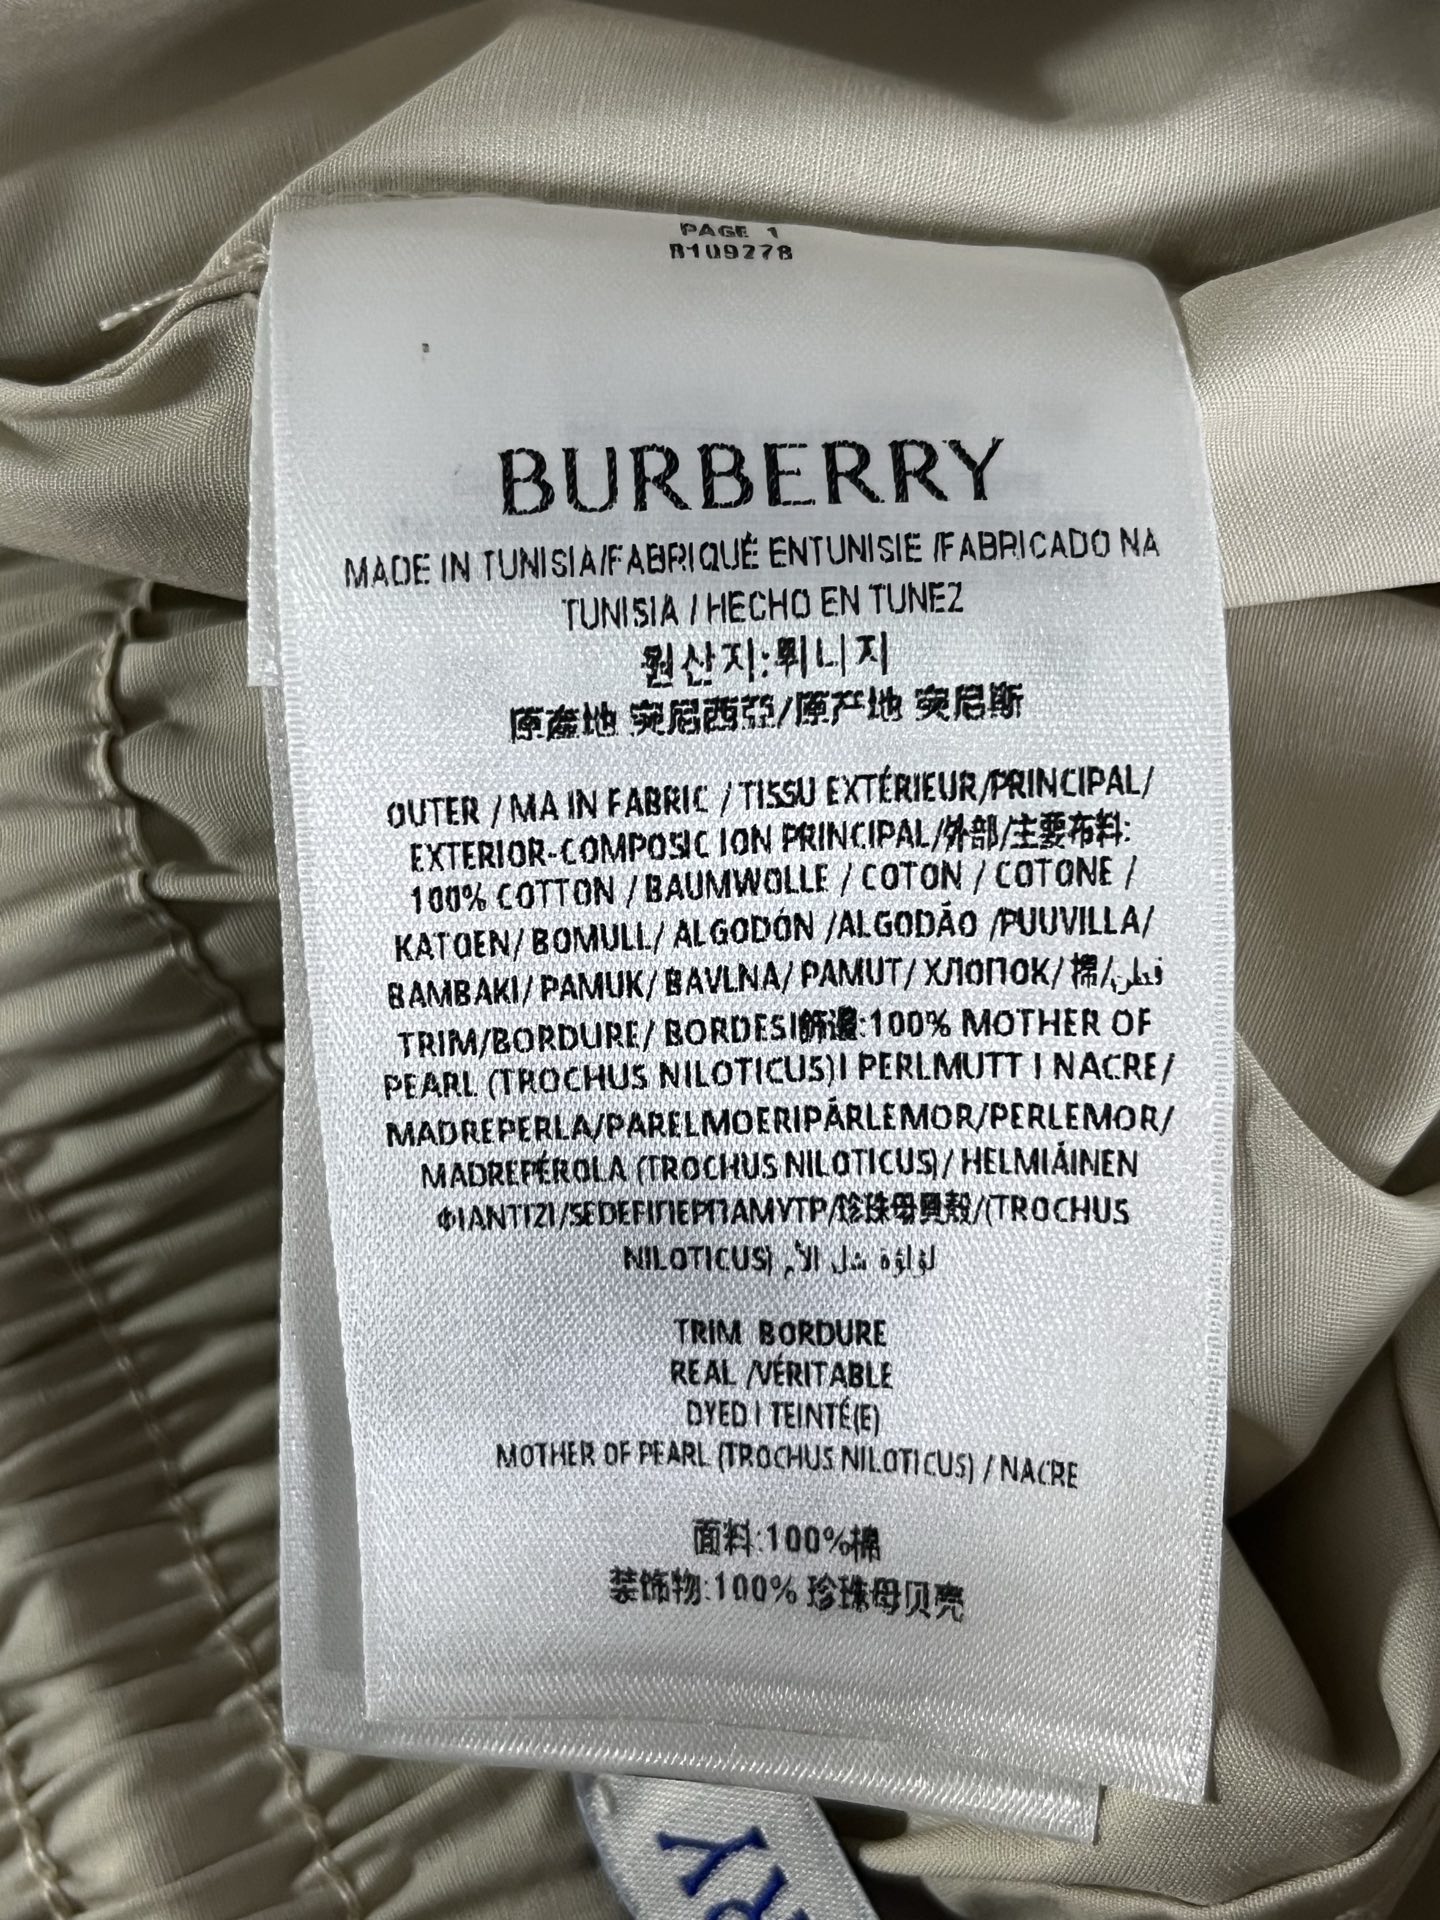 PAGE 1
8109278
BURBERRY
MADE IN TUNISIA/FABRIQUÉ ENTUNISIE /FABRICADO NA
TUNISIA / HECHO EN TUNEZ
원산지:튀니지
原產地 突尼西亞/原产地 突尼斯
OUTER / MA IN FABRIC / TISSU EXTÉRIEUR/PRINCIPAL/
EXTERIOR-COMPOSIC ION PRINCIPAL/外部/主要布料:
100% COTTON / BAUMWOLLE / COTON / COTONE /
KATOEN/ BOMULL/ ALGODÓN /ALGODÃO /PUUVILLA/
BAMBAKI/ PAMUK/ BAVLNA/ PAMUT/ ХЛОПОК/ 棉/قطن
TRIM/BORDURE/ BORDESI飾邊:100% MOTHER OF
PEARL (TROCHUS NILOTICUS)I PERLMUTT I NACRE/
MADREPERLA/PARELMOERIPÄRLEMOR/PERLEMOR/
MADREPÉROLA (TROCHUS NILOTICUS)/ HELMIÄINEN
ФIANTIZI/SEDEFIПЕРЛАМУТР/珍珠母貝殼/(TROCHUS
NILOTICUS)
TRIM BORDURE
REAL /VÉRITABLE
DYED I TEINTÉ(E)
MOTHER OF PEARL (TROCHUS NILOTICUS) / NACRE
面料:100%棉
装饰物:100% 珍珠母贝壳